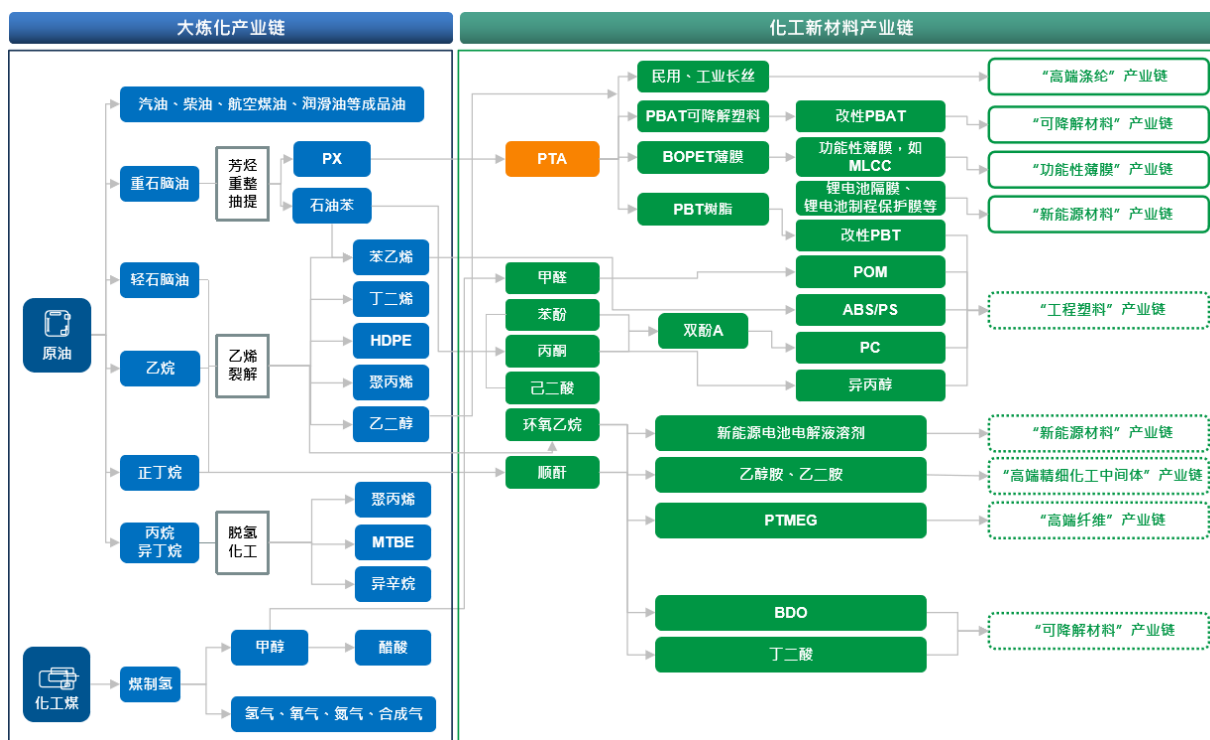 大炼化产业链
化工新材料产业链
汽油、柴油、航空煤油、润滑油等成品油
重石脑油
芳烃
重整
抽提
PX
石油苯
轻石脑油
原油
乙烷
乙烯
裂解
苯乙烯
丁二烯
HDPE
聚丙烯
乙二醇
正丁烷
丙烷
异丁烷
脱氢
化工
聚丙烯
MTBE
异辛烷
化工煤
煤制氢
甲醇
醋酸
氢气、氧气、氮气、合成气
PTA
民用、工业长丝
PBAT可降解塑料
BOPET薄膜
PBT树脂
改性PBAT
功能性薄膜，如
MLCC
锂电池隔膜、
锂电池制程保护膜等
改性PBT
甲醛
苯酚
丙酮
己二酸
环氧乙烷
顺酐
双酚A
POM
ABS/PS
PC
异丙醇
新能源电池电解液溶剂
乙醇胺、乙二胺
PTMEG
BDO
丁二酸
“高端涤纶”产业链
“可降解材料”产业链
“功能性薄膜”产业链
“新能源材料”产业链
“工程塑料”产业链
“新能源材料”产业链
“高端精细化工中间体”产业链
“高端纤维”产业链
“可降解材料”产业链